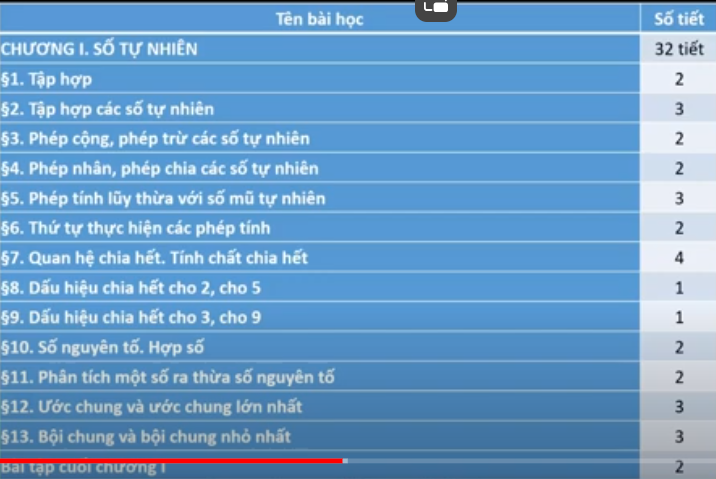 Tên bài học Số tiết
CHƯƠNG I. SỐ TỰ NHIÊN 32 tiết
§1. Tập hợp 2
§2. Tập hợp các số tự nhiên 3
§3. Phép cộng, phép trừ các số tự nhiên 2
§4. Phép nhân, phép chia các số tự nhiên 2
§5. Phép tính lũy thừa với số mũ tự nhiên 3
§6. Thứ tự thực hiện các phép tính 2
§7. Quan hệ chia hết. Tính chất chia hết 4
§8. Dấu hiệu chia hết cho 2, cho 5 1
§9. Dấu hiệu chia hết cho 3, cho 9 1
§10. Số nguyên tố. Hợp số 2
§11. Phân tích một số ra thừa số nguyên tố 2
§12. Ước chung và ước chung lớn nhất 3
§13. Bội chung và bội chung nhỏ nhất 3
Bài tập cuối chương I 2